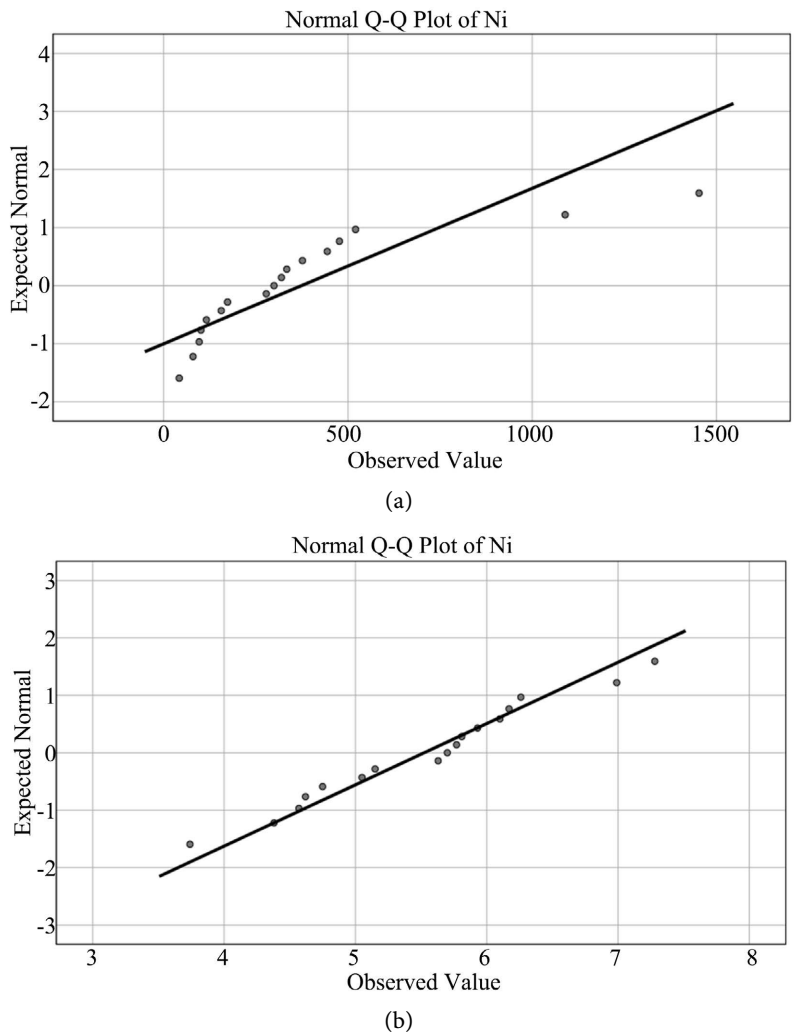 Normal Q-Q Plot of Ni
4
3
2
1
0
-1
-2
Expected Normal
0 500 1000 1500
Observed Value
(a)
Normal Q-Q Plot of Ni
3
2
1
0
-1
-2
-3
Expected Normal
3 4 5 6 7 8
Observed Value
(b)